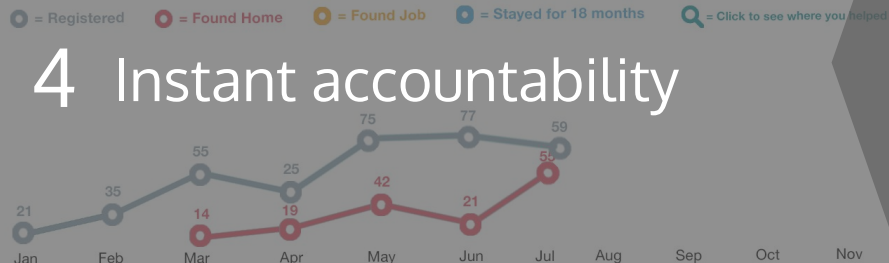 = Registered = Found Home = Found Job = Stayed for 18 months = Click to see where you helped
4 Instant accountability
75 77 59
55 25 55
35 42
21 14 19 21
Jan Feb Mar Apr May Jun Jul Aug Sep Oct Nov